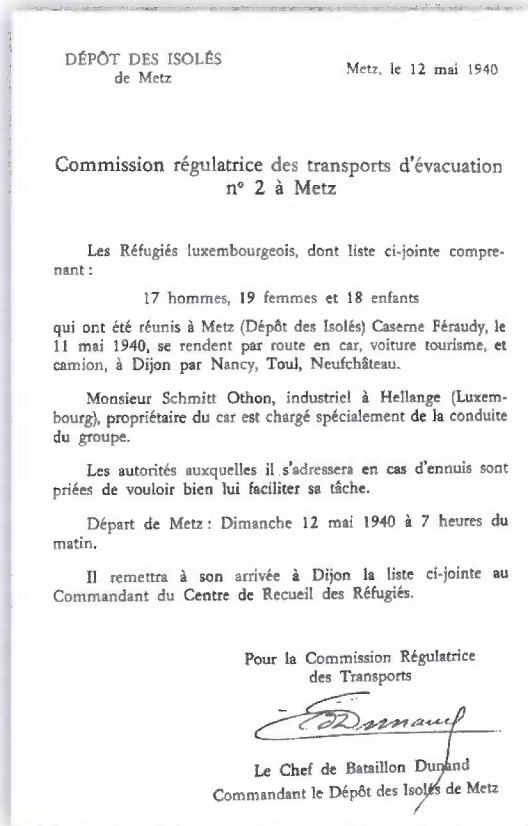 DÉPÔT DES ISOLÉS
de Metz
Metz, le 12 mai 1940
Commission régulatrice des transports d'évacuation
n° 2 à Metz
Les Réfugiés luxembourgeois, dont liste ci-jointe compre-
nant :
17 hommes, 19 femmes et 18 enfants
qui ont été réunis à Metz (Dépôt des Isolés) Caserne Féraudy, le
11 mai 1940, se rendent par route en car, voiture tourisme, et
camion, à Dijon par Nancy, Toul, Neufchâteau.
Monsieur Schmitt Othon, industriel à Hellange (Luxem-
bourg), propriétaire du car est chargé spécialement de la conduite
du groupe.
Les autorités auxquelles il s'adressera en cas d'ennuis sont
priées de vouloir bien lui faciliter sa tâche.
Départ de Metz : Dimanche 12 mai 1940 à 7 heures du
matin.
Il remettra à son arrivée à Dijon la liste ci-jointe au
Commandant du Centre de Recueil des Réfugiés.
Pour la Commission Régulatrice
des Transports
Dunand
Le Chef de Bataillon Dunand
Commandant le Dépôt des Isolés de Metz